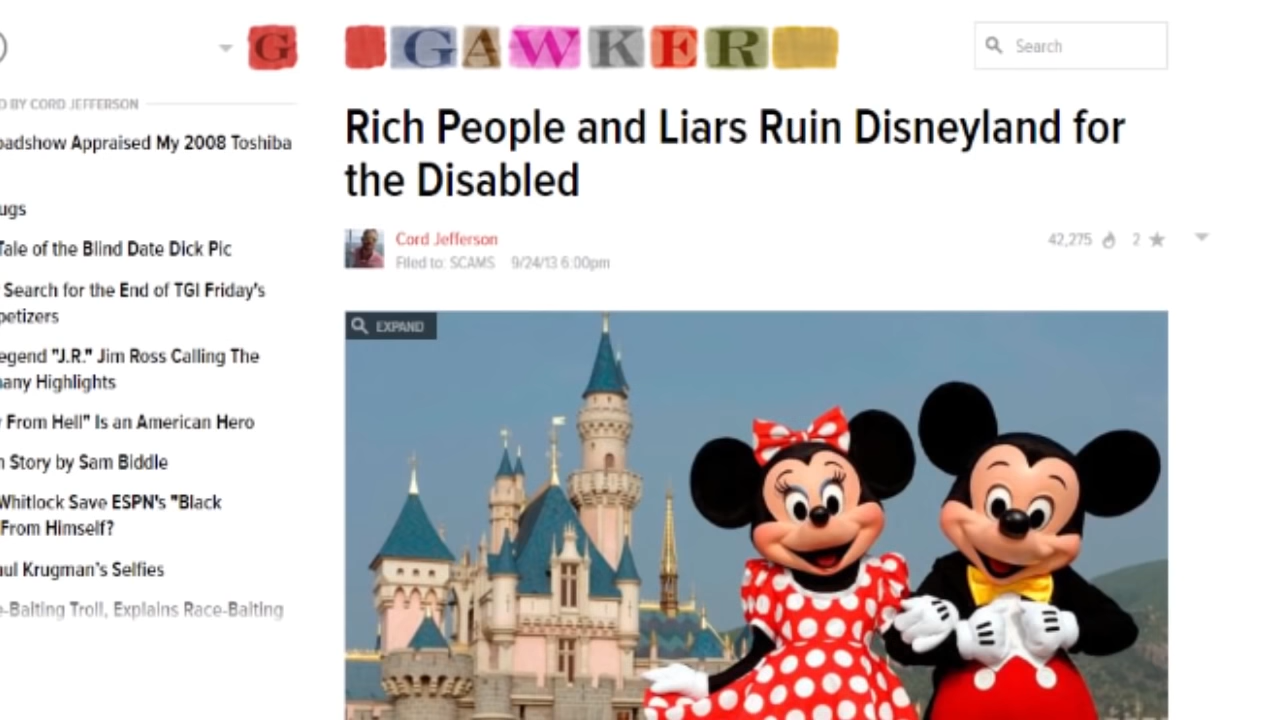 G GAWKER
Search
D BY CORD JEFFERSON
oadshow Appraised My 2008 Toshiba
ugs
Tale of the Blind Date Dick Pic
Search for the End of TGI Friday's
petizers
egend "J.R." Jim Ross Calling The
many Highlights
From Hell" Is an American Hero
n Story by Sam Biddle
Whitlock Save ESPN's "Black
From Himself?
aul Krugman's Selfies
e-Baiting Troll, Explains Race-Baiting
Rich People and Liars Ruin Disneyland for
the Disabled
Cord Jefferson
Filed to: SCAMS 9/24/13 6:00pm
42,275 2
EXPAND